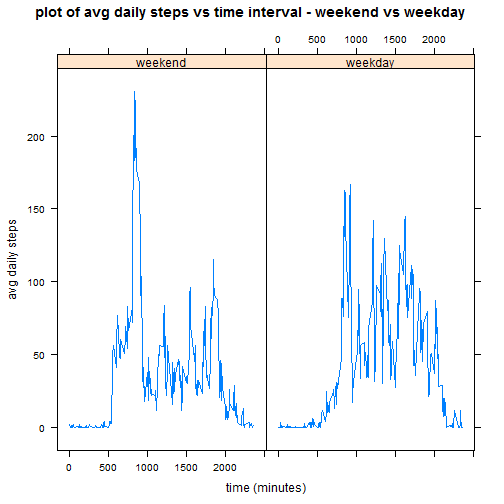 plot of avg daily steps vs time interval - weekend vs weekday
0 500 1000 1500 2000
weekend weekday
200
150
100
50
0
avg daily steps
0 500 1000 1500 2000
time (minutes)